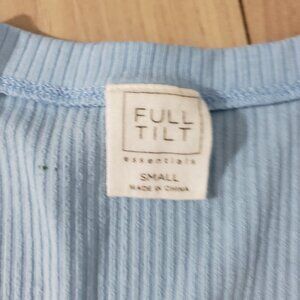 FULL
TILT
essentials
SMALL
MADE IN CHINA